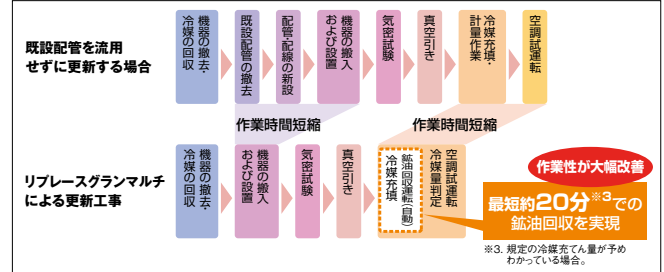 既設配管を流用
せずに更新する場合
機器の撤去・
冷媒の回収
既設配管の撤去
配管・配線の新設
機器の搬入
および設置
気密試験
真空引き
冷媒充填・
計量作業
空調試運転
作業時間短縮
作業時間短縮
リプレースグランマルチ
による更新工事
機器の撤去・
冷媒の回収
機器の搬入
および設置
気密試験
真空引き
鉱油回収運転(自動)
冷媒充填
空調試運転
冷媒量判定
作業性が大幅改善
最短約20分※3での
鉱油回収を実現
※3. 規定の冷媒充てん量が予め
わかっている場合。